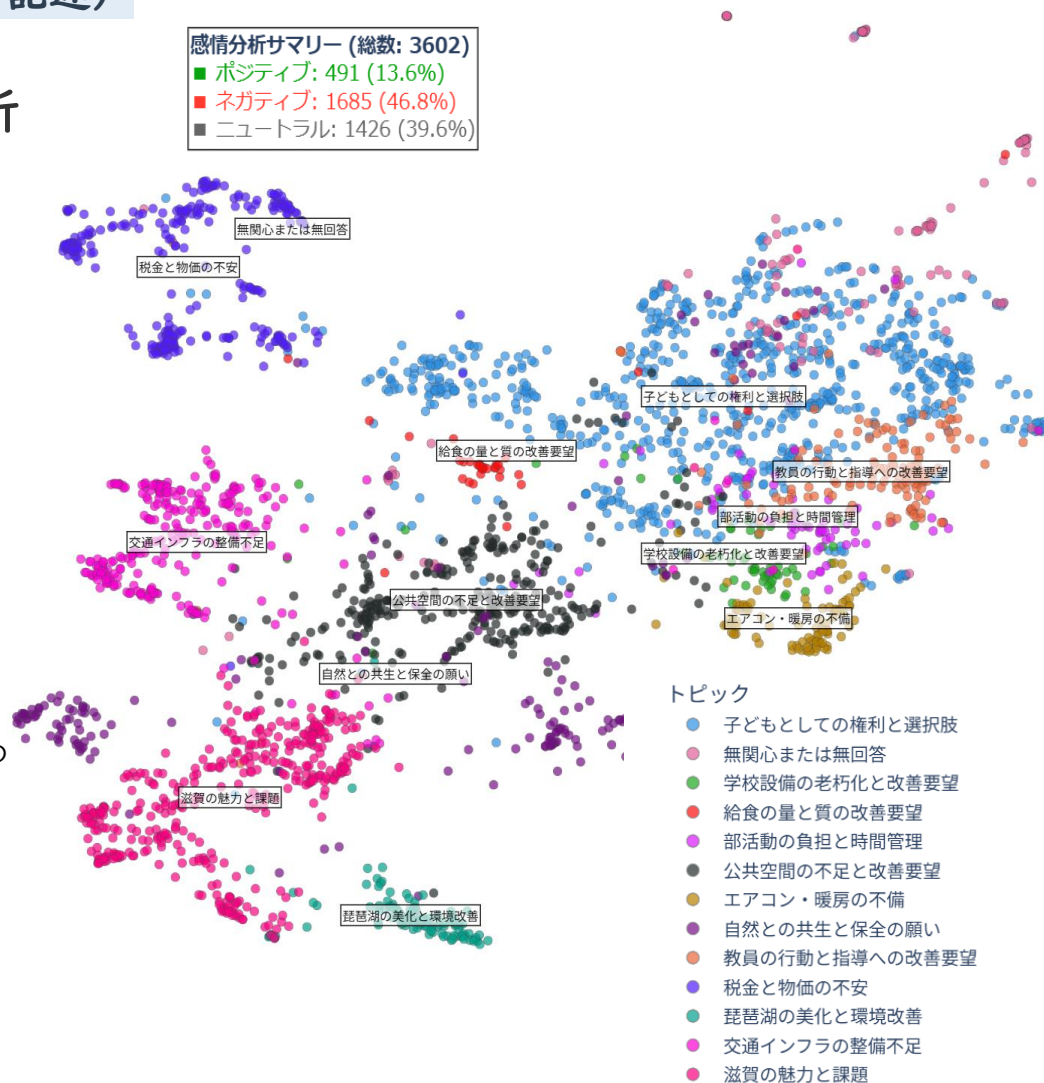 記述)
析
感情分析サマリー (総数: 3602)
■ ポジティブ: 491 (13.6%)
■ ネガティブ: 1685 (46.8%)
■ ニュートラル: 1426 (39.6%)
無関心または無回答
税金と物価の不安
子どもとしての権利と選択肢
給食の量と質の改善要望
教員の行動と指導への改善要望
部活動の負担と時間管理
交通インフラの整備不足
学校設備の老朽化と改善要望
公共空間の不足と改善要望
エアコン・暖房の不備
自然との共生と保全の願い
滋賀の魅力と課題
琵琶湖の美化と環境改善
トピック
子どもとしての権利と選択肢
無関心または無回答
学校設備の老朽化と改善要望
給食の量と質の改善要望
部活動の負担と時間管理
公共空間の不足と改善要望
エアコン・暖房の不備
自然との共生と保全の願い
教員の行動と指導への改善要望
税金と物価の不安
琵琶湖の美化と環境改善
交通インフラの整備不足
滋賀の魅力と課題